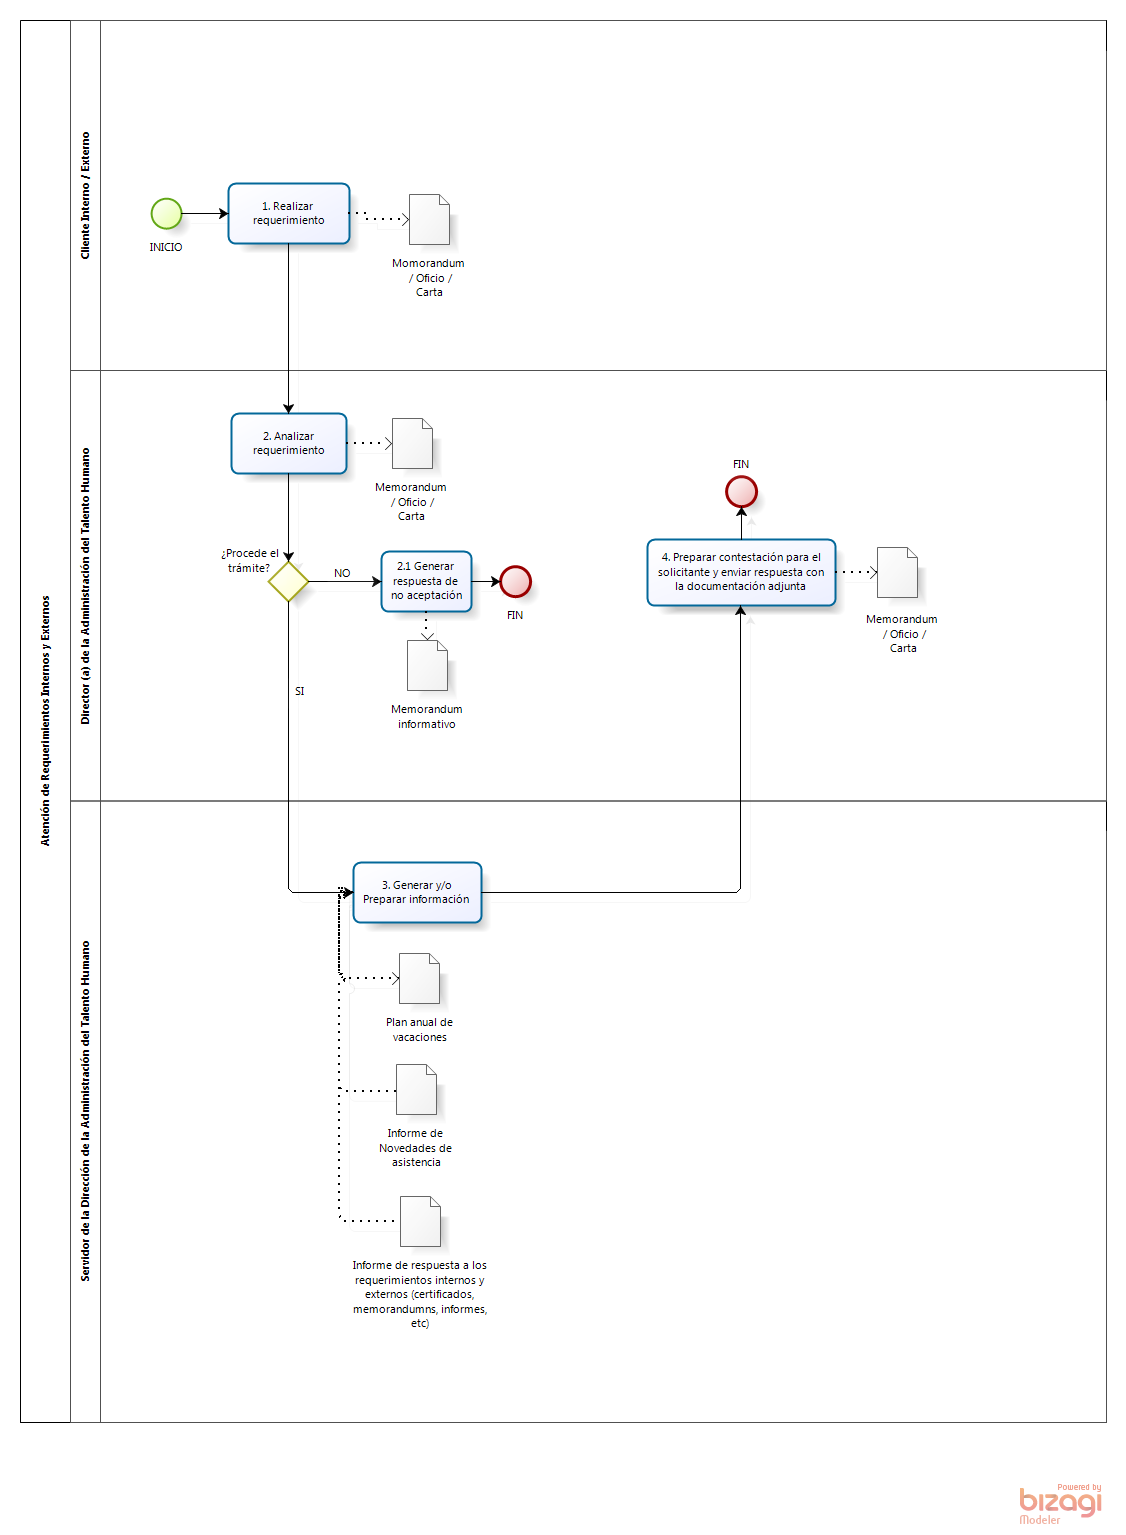 Atención de Requerimientos Internos y Externos
Cliente Interno / Externo
INICIO
1. Realizar
requerimiento
Momorandum
/ Oficio /
Carta
Director (a) de la Administración del Talento Humano
2. Analizar
requerimiento
Memorandum
/ Oficio /
Carta
¿Procede el
trámite?
NO
2.1 Generar
respuesta de
no aceptación
FIN
Memorandum
informativo
SI
FIN
4. Preparar contestación para el
solicitante y enviar respuesta con
la documentación adjunta
Memorandum
/ Oficio /
Carta
Servidor de la Dirección de la Administración del Talento Humano
3. Generar y/o
Preparar información
Plan anual de
vacaciones
Informe de
Novedades de
asistencia
Informe de respuesta a los
requerimientos internos y
externos (certificados,
memorandumns, informes,
etc)
Powered by
bizagi
Modeler